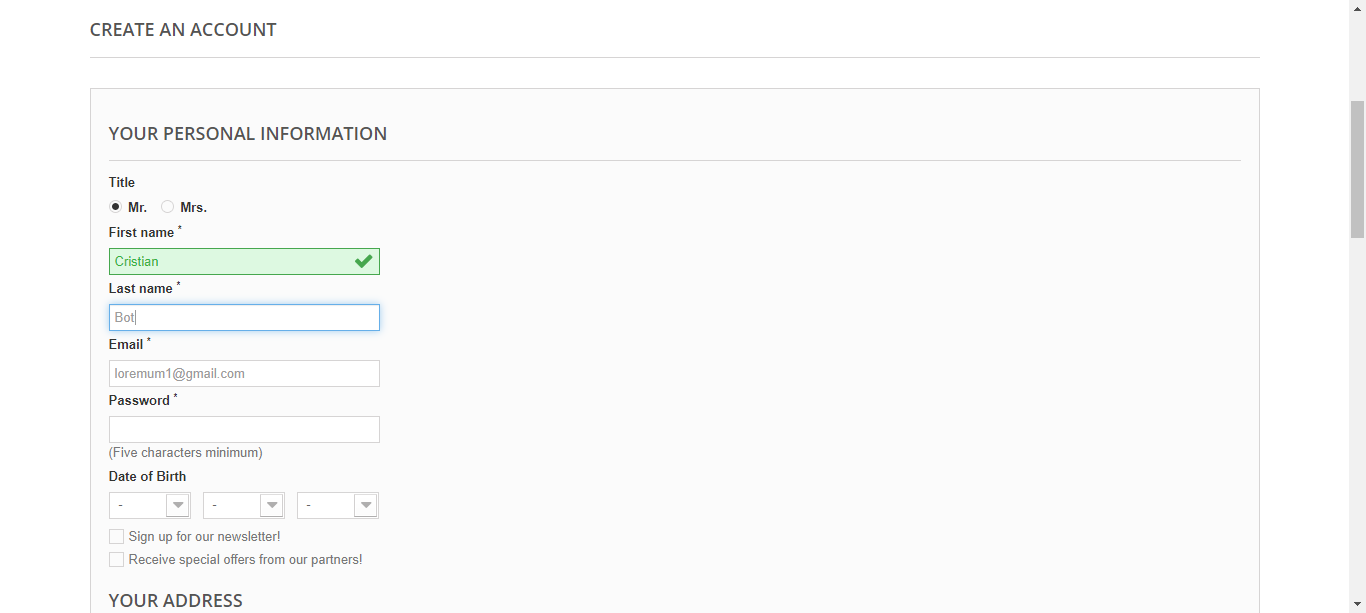 CREATE AN ACCOUNT
YOUR PERSONAL INFORMATION
Title
Mr. Mrs.
First name *
Cristian
Last name *
Bot
Email *
loremum1@gmail.com
Password *
(Five characters minimum)
Date of Birth
- - -
Sign up for our newsletter!
Receive special offers from our partners!
YOUR ADDRESS